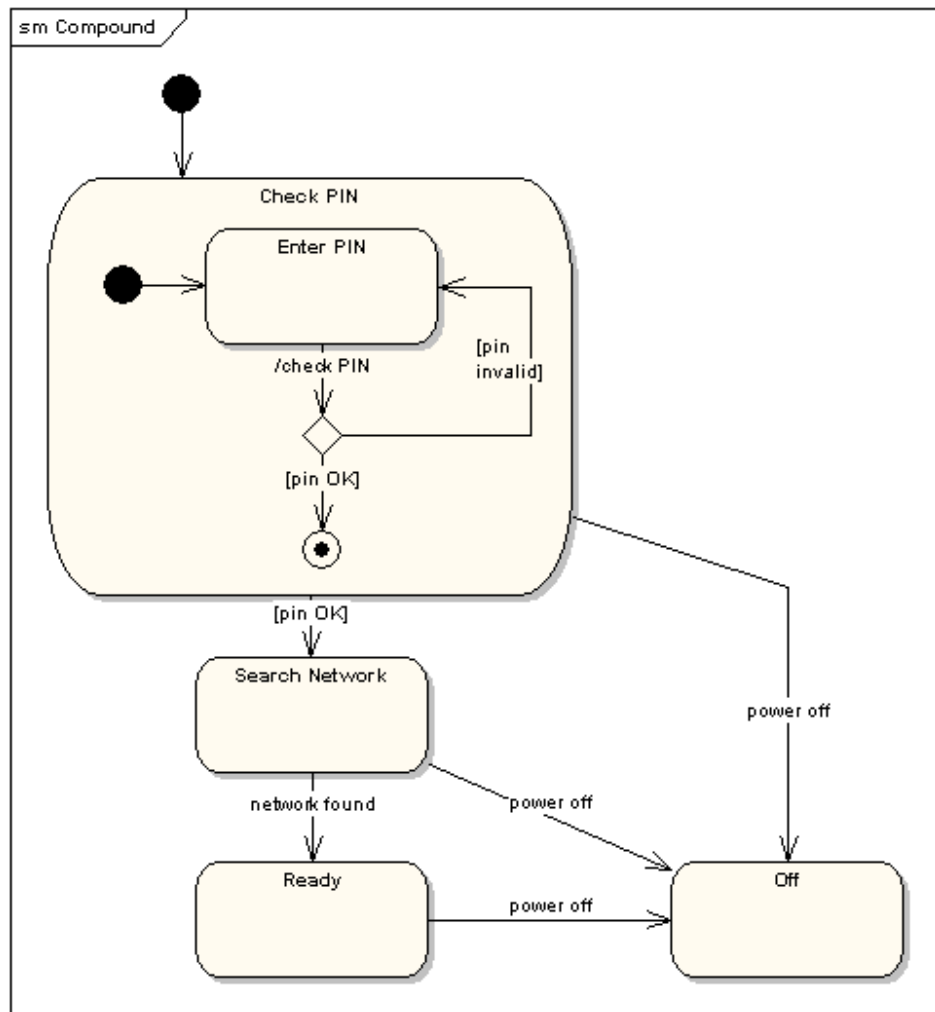 sm Compound
Check PIN
Enter PIN
[pin
invalid]
/check PIN
[pin OK]
[pin OK]
Search Network
power off
network found
power off
Ready
Off
power off